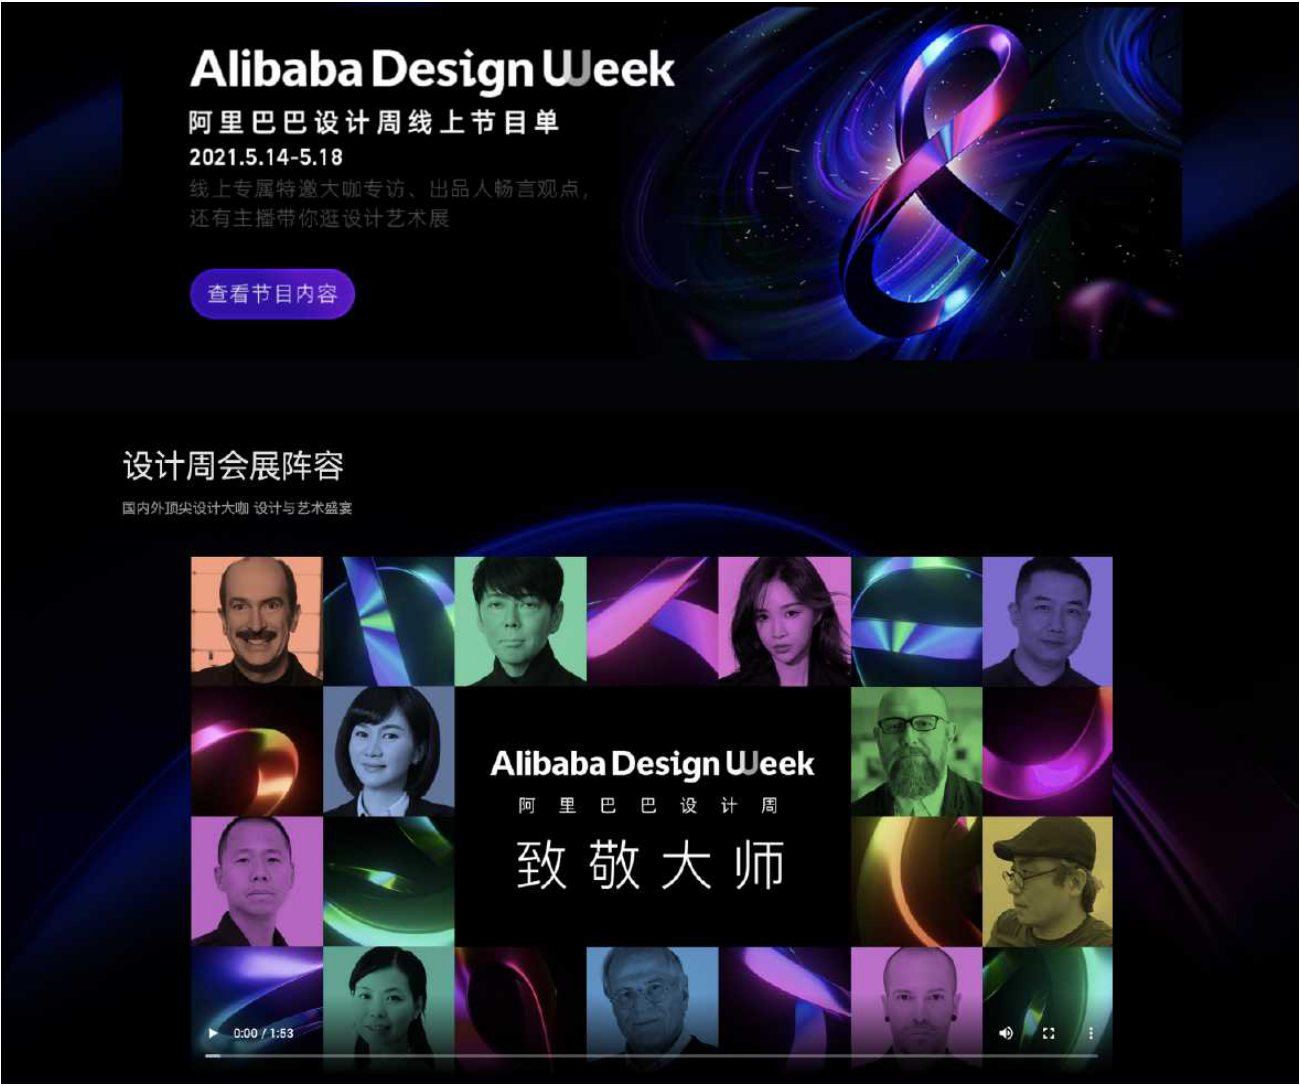 Alibaba Design Week
阿里巴巴设计周线上节目单
2021.5.14-5.18
线上专属特邀大咖专访、出品人畅言观点，
还有主播带你逛设计艺术展
查看节目内容
设计周会展阵容
国内外顶尖设计大咖 设计与艺术盛宴
Alibaba Design Week
阿里巴巴设计周
致敬大师
0:00 / 1:53